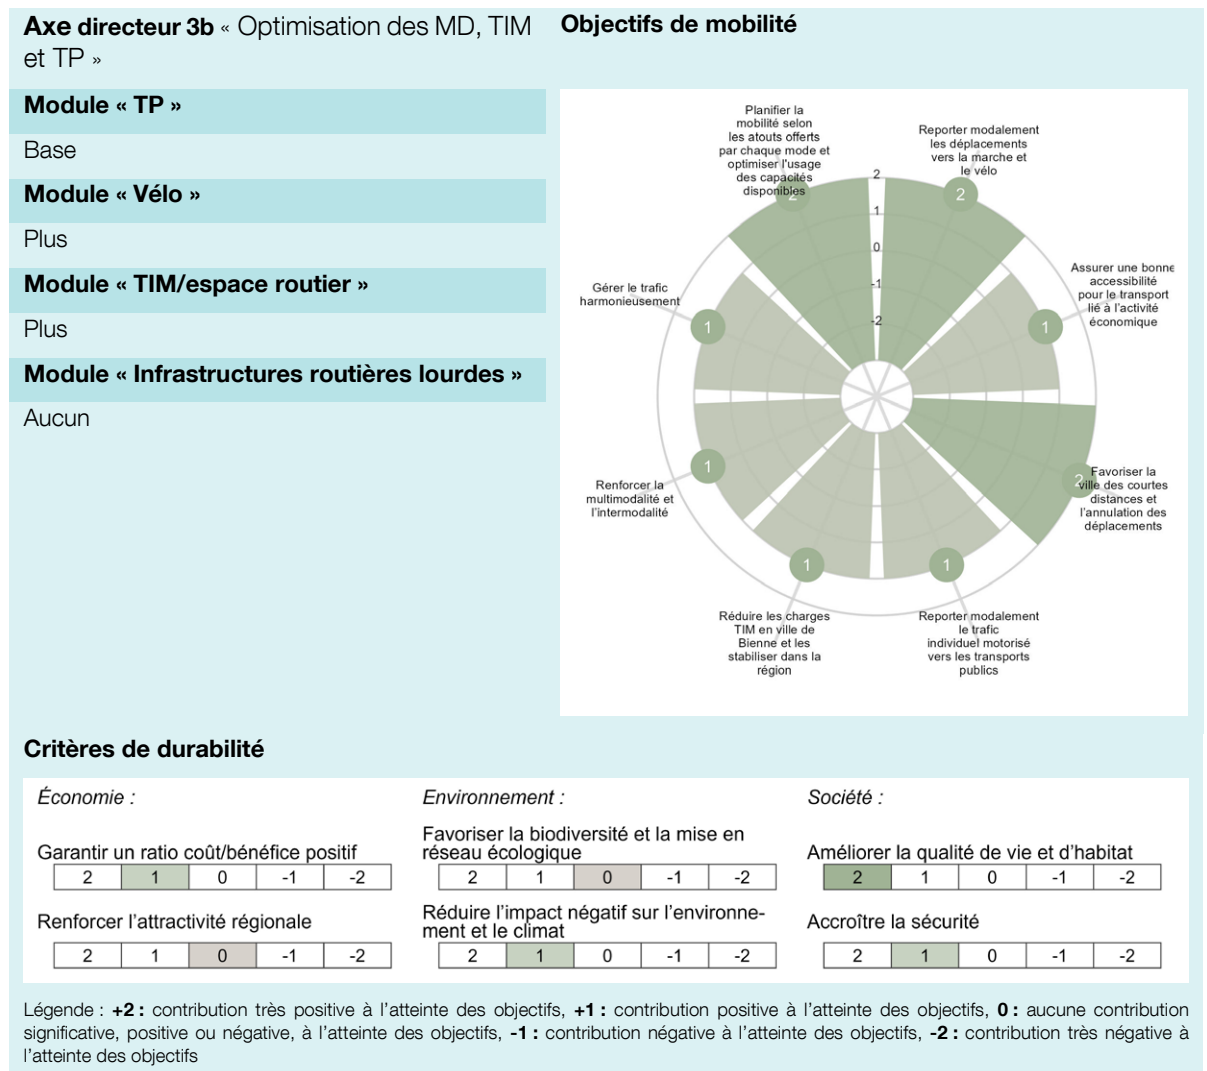 Axe directeur 3b « Optimisation des MD, TIM
et TP »
Module « TP »
Base
Module « Vélo »
Plus
Module « TIM/espace routier »
Plus
Module « Infrastructures routières lourdes »
Aucun
Objectifs de mobilité
Planifier la
mobilité selon
les atouts offerts
par chaque mode et
optimiser l'usage
des capacités
disponibles
2
Reporter modalement
les déplacements
vers la marche et
le vélo
2
Assurer une bonne
accessibilité
pour le transport
lié à l'activité
économique
1
Favoriser la
ville des courtes
distances et
l'annulation des
déplacements
2
Reporter modalement
le trafic
individuel motorisé
vers les transports
publics
1
Réduire les charges
TIM en ville de
Bienne et les
stabiliser dans la
région
1
Renforcer la
multimodalité et
l'intermodalité
1
Gérer le trafic
harmonieusement
1
2
1
0
-1
-2
Critères de durabilité
Économie :
Garantir un ratio coût/bénéfice positif
2 1 0 -1 -2
Renforcer l'attractivité régionale
2 1 0 -1 -2
Environnement :
Favoriser la biodiversité et la mise en
réseau écologique
2 1 0 -1 -2
Réduire l'impact négatif sur l'environne-
ment et le climat
2 1 0 -1 -2
Société :
Améliorer la qualité de vie et d'habitat
2 1 0 -1 -2
Accroître la sécurité
2 1 0 -1 -2
Légende : +2 : contribution très positive à l'atteinte des objectifs, +1 : contribution positive à l'atteinte des objectifs, 0 : aucune contribution
significative, positive ou négative, à l'atteinte des objectifs, -1 : contribution négative à l'atteinte des objectifs, -2 : contribution très négative à
l'atteinte des objectifs